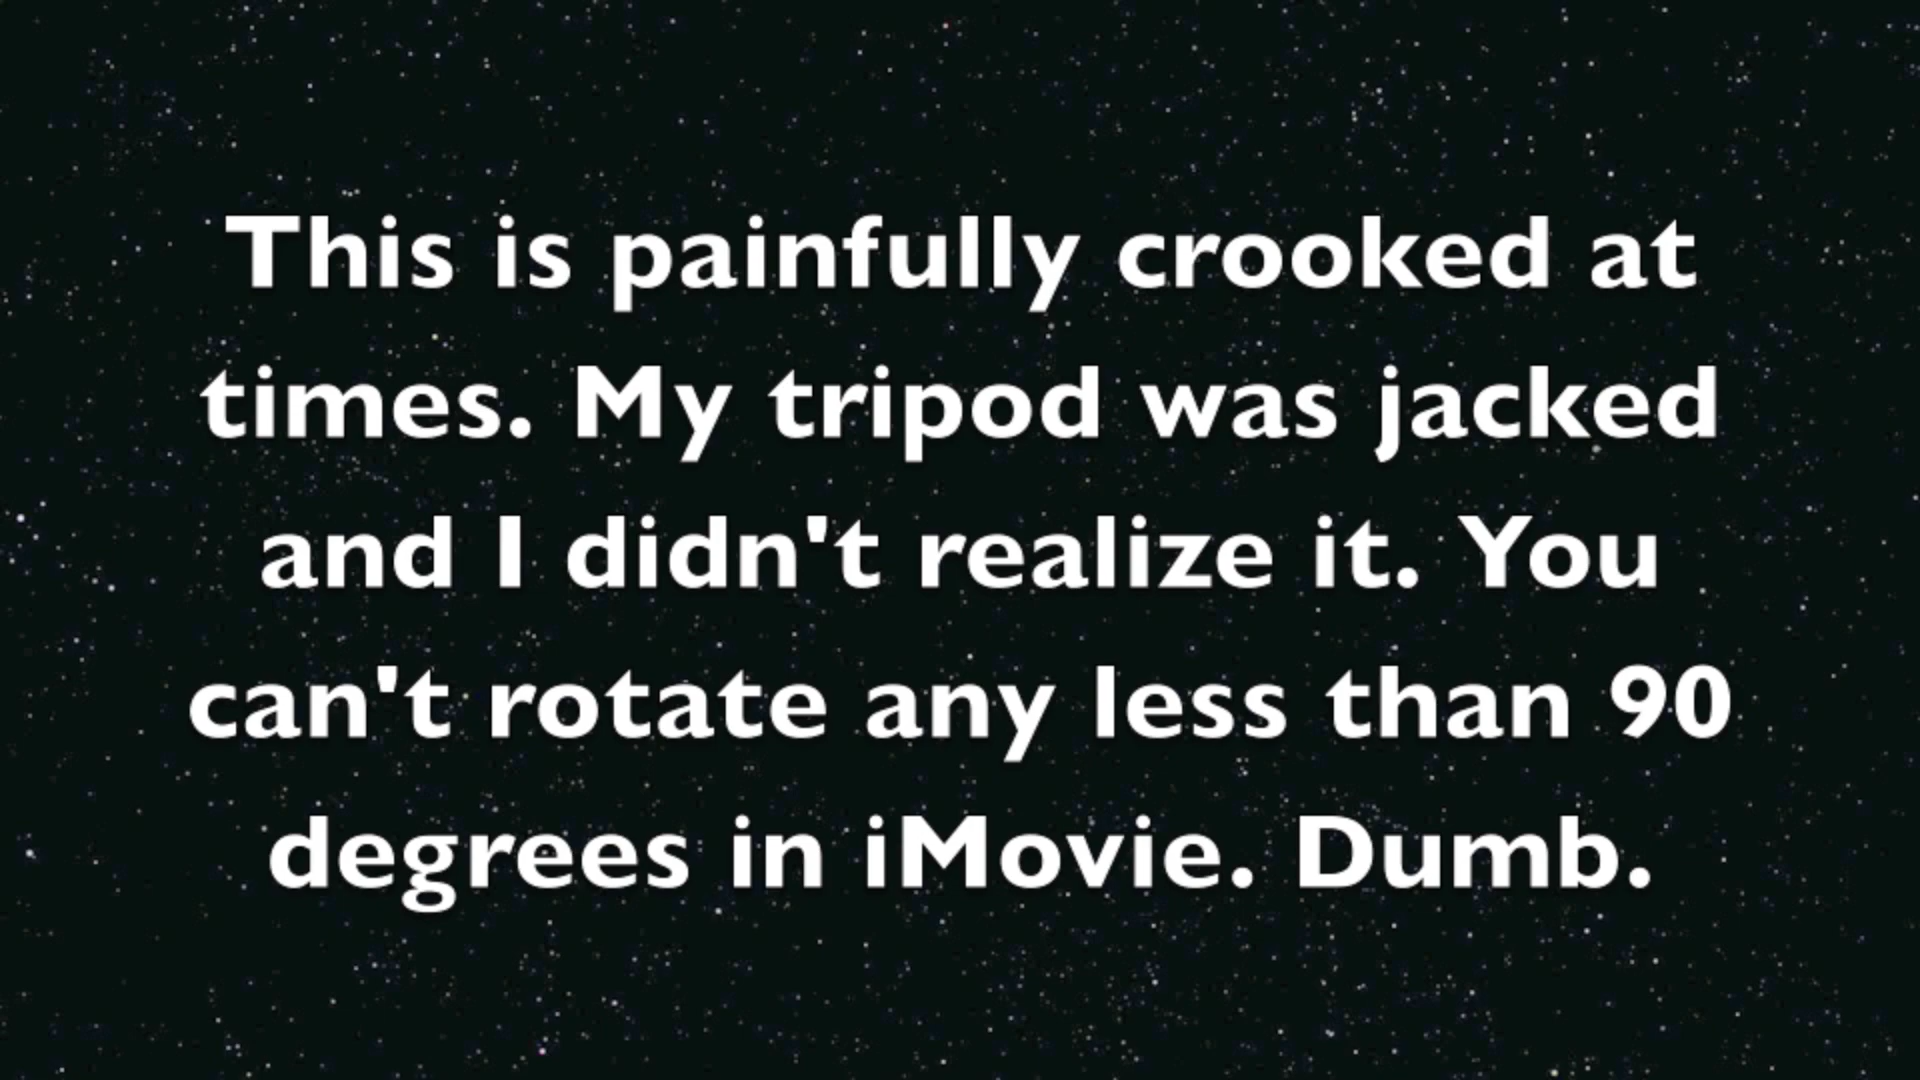 This is painfully crooked at
times. My tripod was jacked
and I didn't realize it. You
can't rotate any less than 90
degrees in iMovie. Dumb.